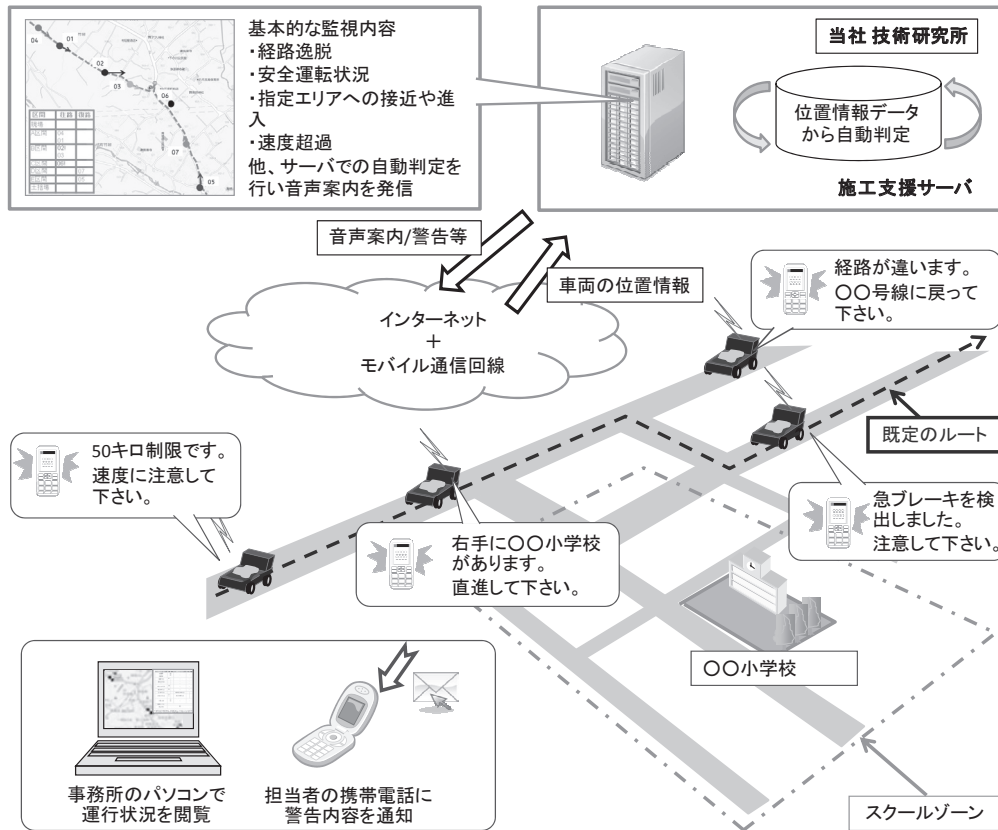 04
01
02
03
06
07
05
基本的な監視内容
・経路逸脱
・安全運転状況
・指定エリアへの接近や進
入
・速度超過
他、サーバでの自動判定を
行い音声案内を発信
当社 技術研究所
位置情報データ
から自動判定
施工支援サーバ
音声案内/警告等
車両の位置情報
インターネット
+
モバイル通信回線
経路が違います。
〇〇号線に戻って
下さい。
既定のルート
50キロ制限です。
速度に注意して
下さい。
右手に〇〇小学校
があります。
直進して下さい。
急ブレーキを検
出しました。
注意して下さい。
〇〇小学校
事務所のパソコンで
運行状況を閲覧
担当者の携帯電話に
警告内容を通知
スクールゾーン